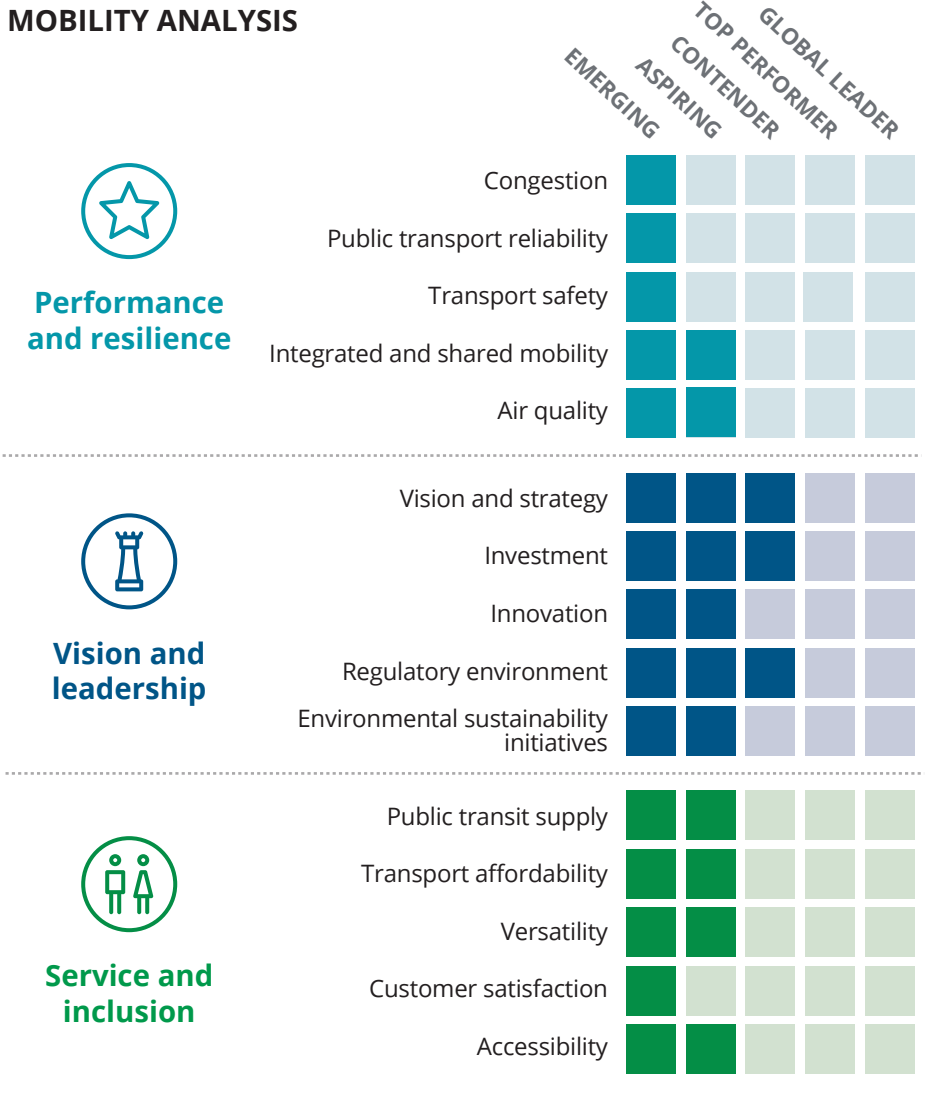 MOBILITY ANALYSIS
EMERGING
ASPIRING
CONTENDER
TOP PERFORMER
GLOBAL LEADER
Performance
and resilience
Congestion
Public transport reliability
Transport safety
Integrated and shared mobility
Air quality
Vision and
leadership
Vision and strategy
Investment
Innovation
Regulatory environment
Environmental sustainability
initiatives
Service and
inclusion
Public transit supply
Transport affordability
Versatility
Customer satisfaction
Accessibility